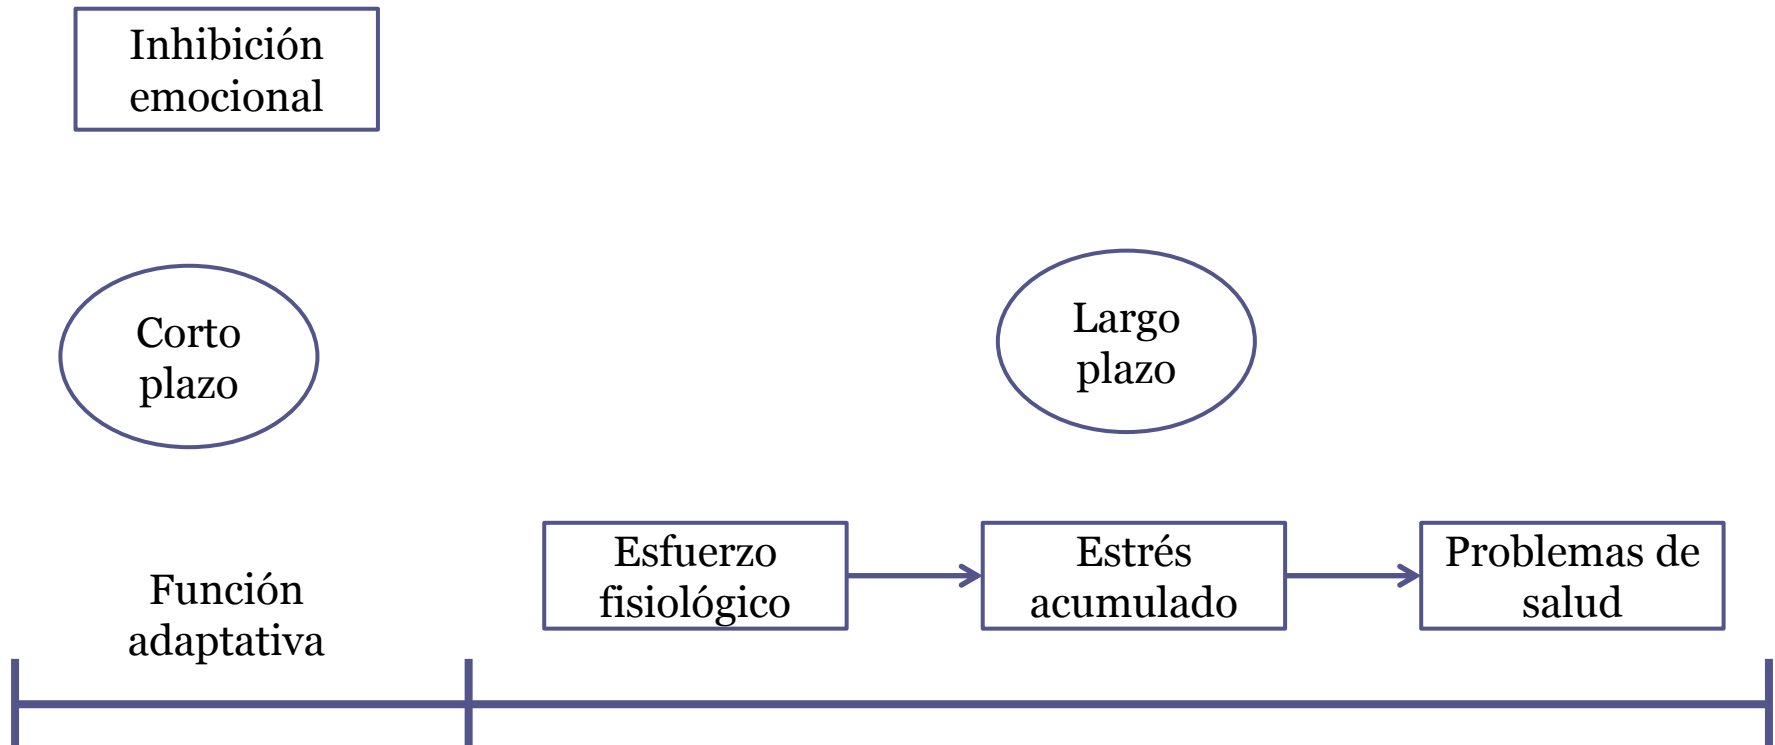 Inhibición
emocional
Corto
plazo
Largo
plazo
Función
adaptativa
Esfuerzo
fisiológico
Estrés
acumulado
Problemas de
salud